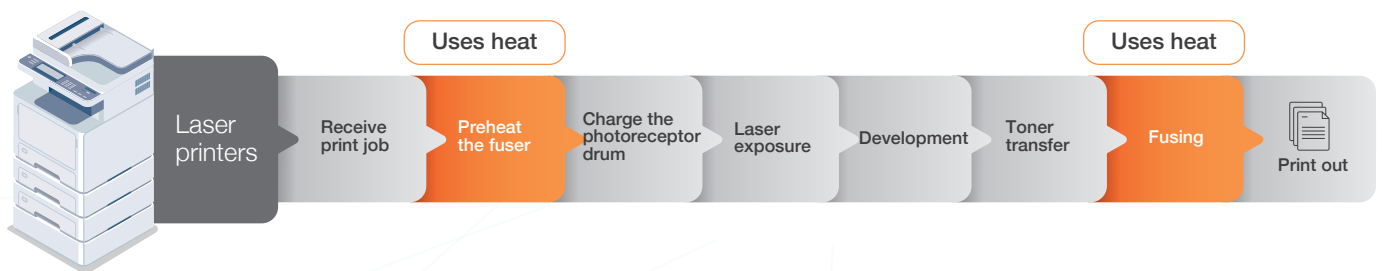 Uses heat
Uses heat
Laser
printers
Receive
print job
Preheat
the fuser
Charge the
photoreceptor
drum
Laser
exposure
Development
Toner
transfer
Fusing
Print out